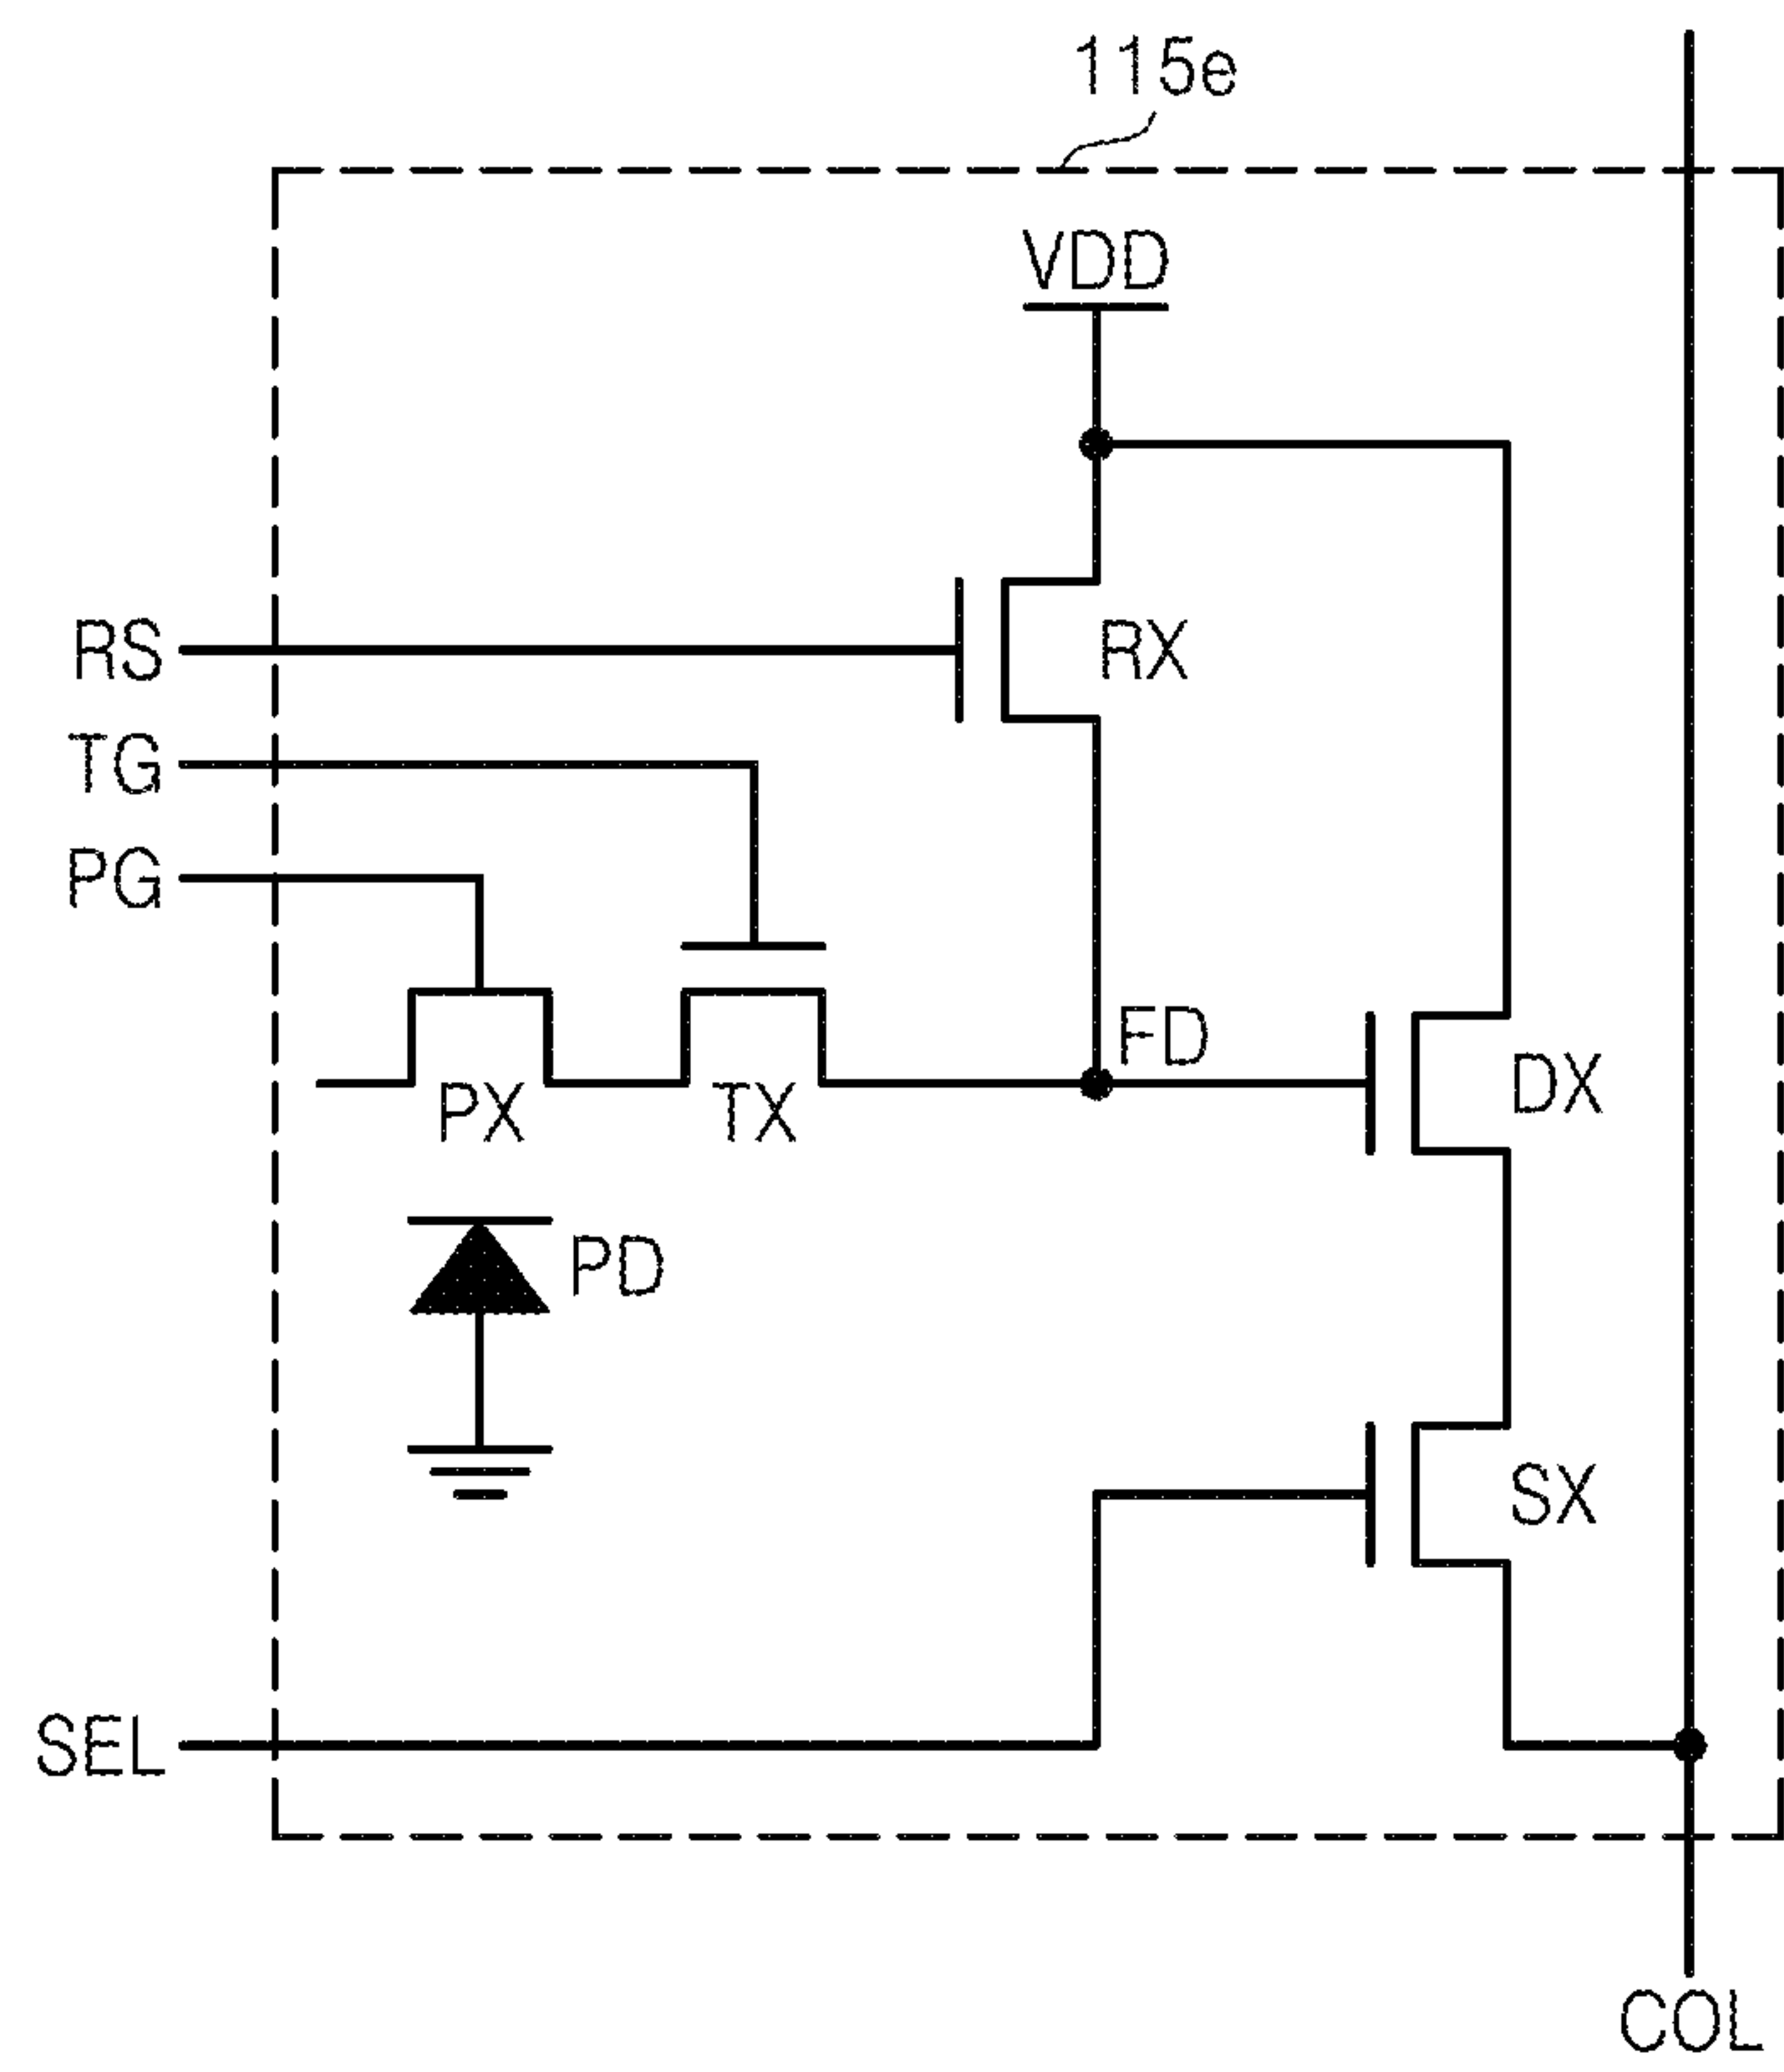 115e
VDD
RS
RX
TG
PG
FD
DX
PX
TX
PD
SX
SEL
COL